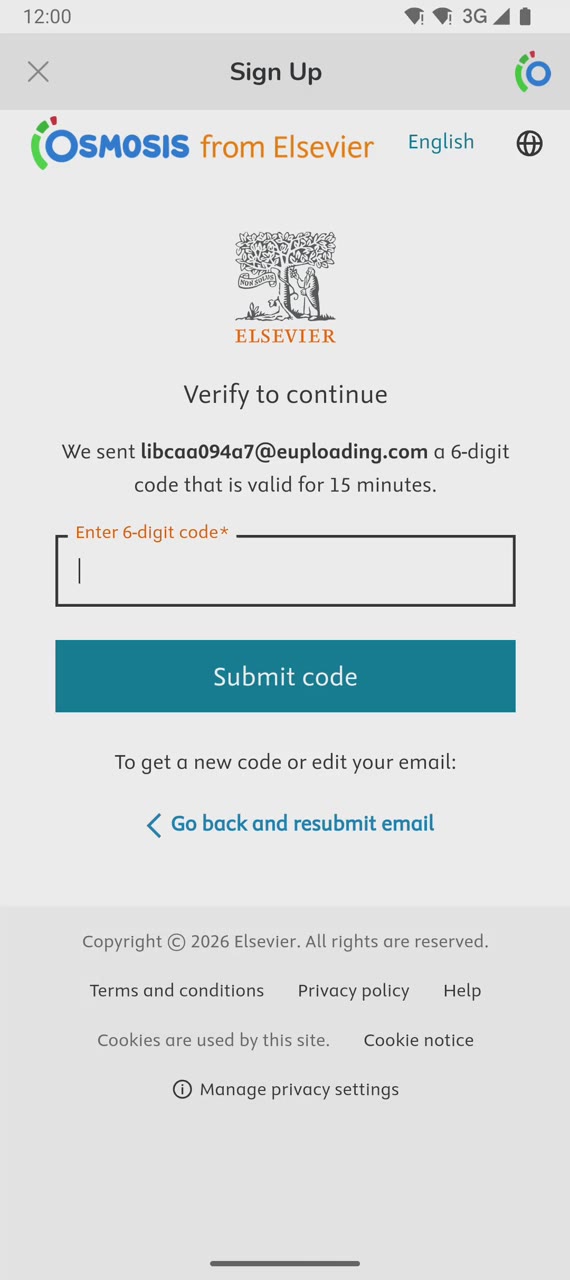 12:00
3G
Sign Up
OSMOSIS from Elsevier
English
NON SOLUS
ELSEVIER
Verify to continue
We sent libcaa094a7@euploading.com a 6-digit
code that is valid for 15 minutes.
Enter 6-digit code*
Submit code
To get a new code or edit your email:
Go back and resubmit email
Copyright © 2026 Elsevier. All rights are reserved.
Terms and conditions Privacy policy Help
Cookies are used by this site. Cookie notice
Manage privacy settings